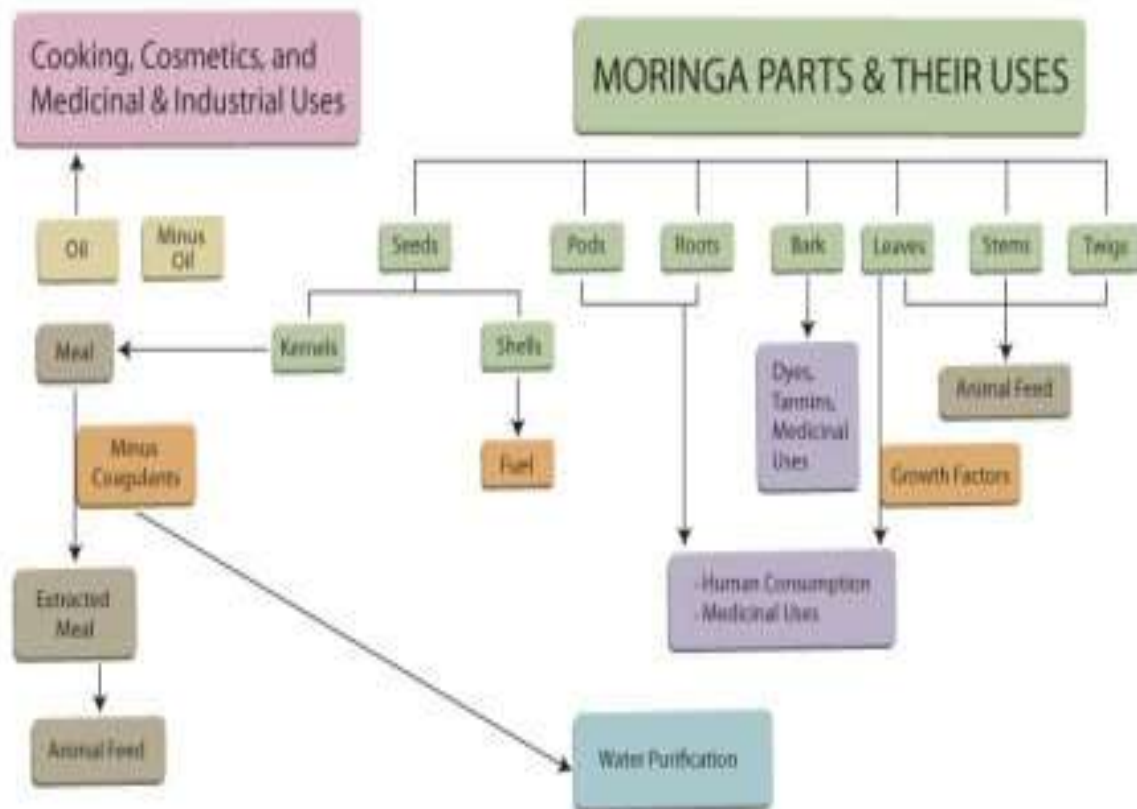 Cooking, Cosmetics, and
Medicinal & Industrial Uses
MORINGA PARTS & THEIR USES
Oil
Minus
Oil
Seeds
Pods
Roots
Bark
Leaves
Stems
Twigs
Meal
Kernels
Shells
Dyes,
Tannins,
Medicinal
Uses
Animal Feed
Minus
Coagulants
Fuel
Growth Factors
Extracted
Meal
-Human Consumption
-Medicinal Uses
Animal Feed
Water Purification